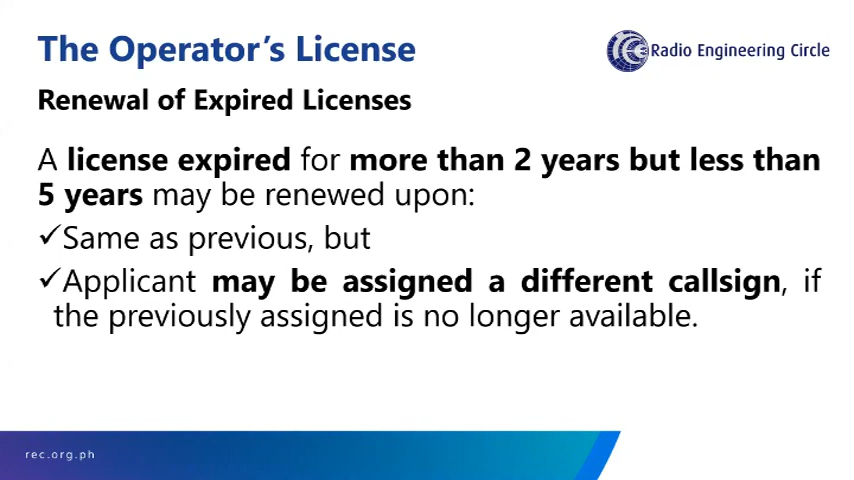 The Operator's License
Radio Engineering Circle
Renewal of Expired Licenses
A license expired for more than 2 years but less than
5 years may be renewed upon:
✓Same as previous, but
✓Applicant may be assigned a different callsign, if
the previously assigned is no longer available.
rec.org.ph